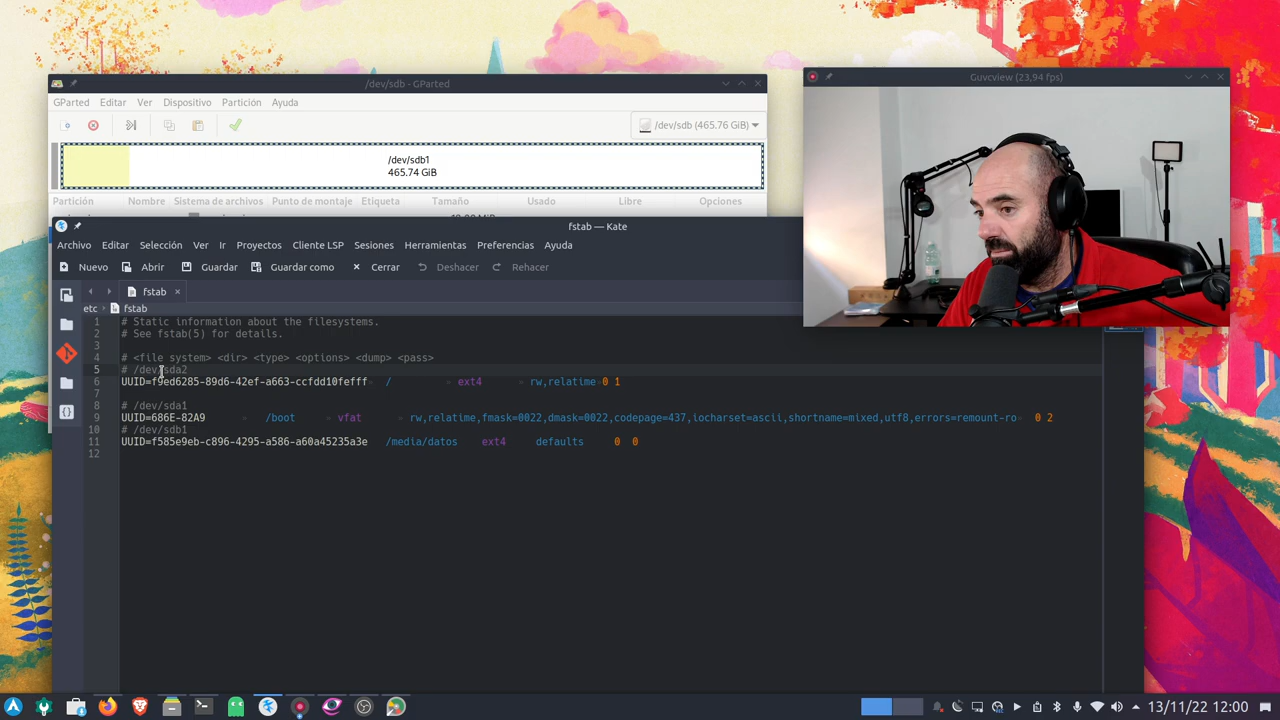 /dev/sdb - GParted
GParted Editar Ver Dispositivo Partición Ayuda
/dev/sdb (465.76 GiB)
/dev/sdb1
465.74 GiB
Partición Nombre Sistema de archivos Punto de montaje Etiqueta Tamaño Usado Libre Opciones
Guvcview (23,94 fps)
fstab — Kate
Archivo Editar Selección Ver Ir Proyectos Cliente LSP Sesiones Herramientas Preferencias Ayuda
Nuevo Abrir Guardar Guardar como Cerrar Deshacer Rehacer
fstab
etc fstab
1 # Static information about the filesystems.
2 # See fstab(5) for details.
3
4 # <file system> <dir> <type> <options> <dump> <pass>
5 # /dev/sda2
6 UUID=f9ed6285-89d6-42ef-a663-ccfdd10fefff / ext4 rw,relatime 0 1
7
8 # /dev/sda1
9 UUID=686E-82A9 /boot vfat rw,relatime,fmask=0022,dmask=0022,codepage=437,iocharset=ascii,shortname=mixed,utf8,errors=remount-ro 0 2
10 # /dev/sdb1
11 UUID=f585e9eb-c896-4295-a586-a60a45235a3e /media/datos ext4 defaults 0 0
12
13/11/22 12:00